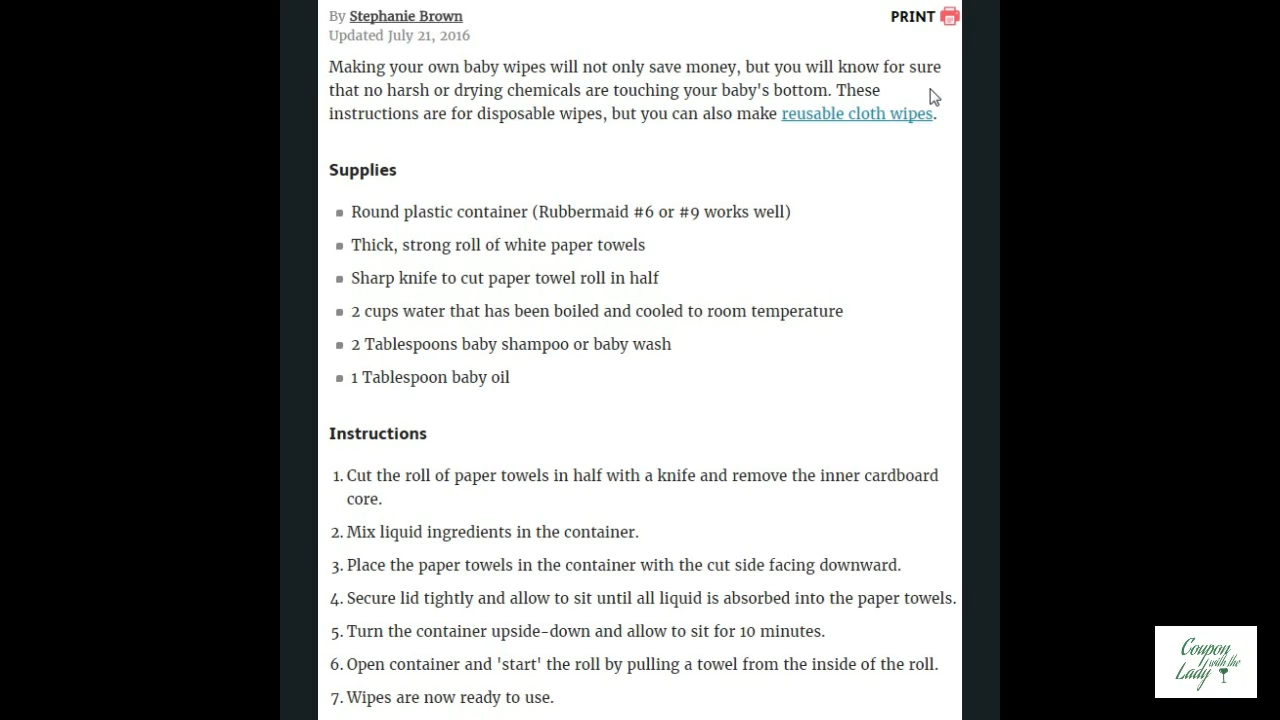 By Stephanie Brown
PRINT
Updated July 21, 2016
Making your own baby wipes will not only save money, but you will know for sure
that no harsh or drying chemicals are touching your baby's bottom. These
instructions are for disposable wipes, but you can also make reusable cloth wipes.
Supplies
Round plastic container (Rubbermaid #6 or #9 works well)
Thick, strong roll of white paper towels
Sharp knife to cut paper towel roll in half
2 cups water that has been boiled and cooled to room temperature
2 Tablespoons baby shampoo or baby wash
1 Tablespoon baby oil
Instructions
1. Cut the roll of paper towels in half with a knife and remove the inner cardboard
core.
2. Mix liquid ingredients in the container.
3. Place the paper towels in the container with the cut side facing downward.
4. Secure lid tightly and allow to sit until all liquid is absorbed into the paper towels.
5. Turn the container upside-down and allow to sit for 10 minutes.
6. Open container and 'start' the roll by pulling a towel from the inside of the roll.
7. Wipes are now ready to use.
Coupon
with the
Lady